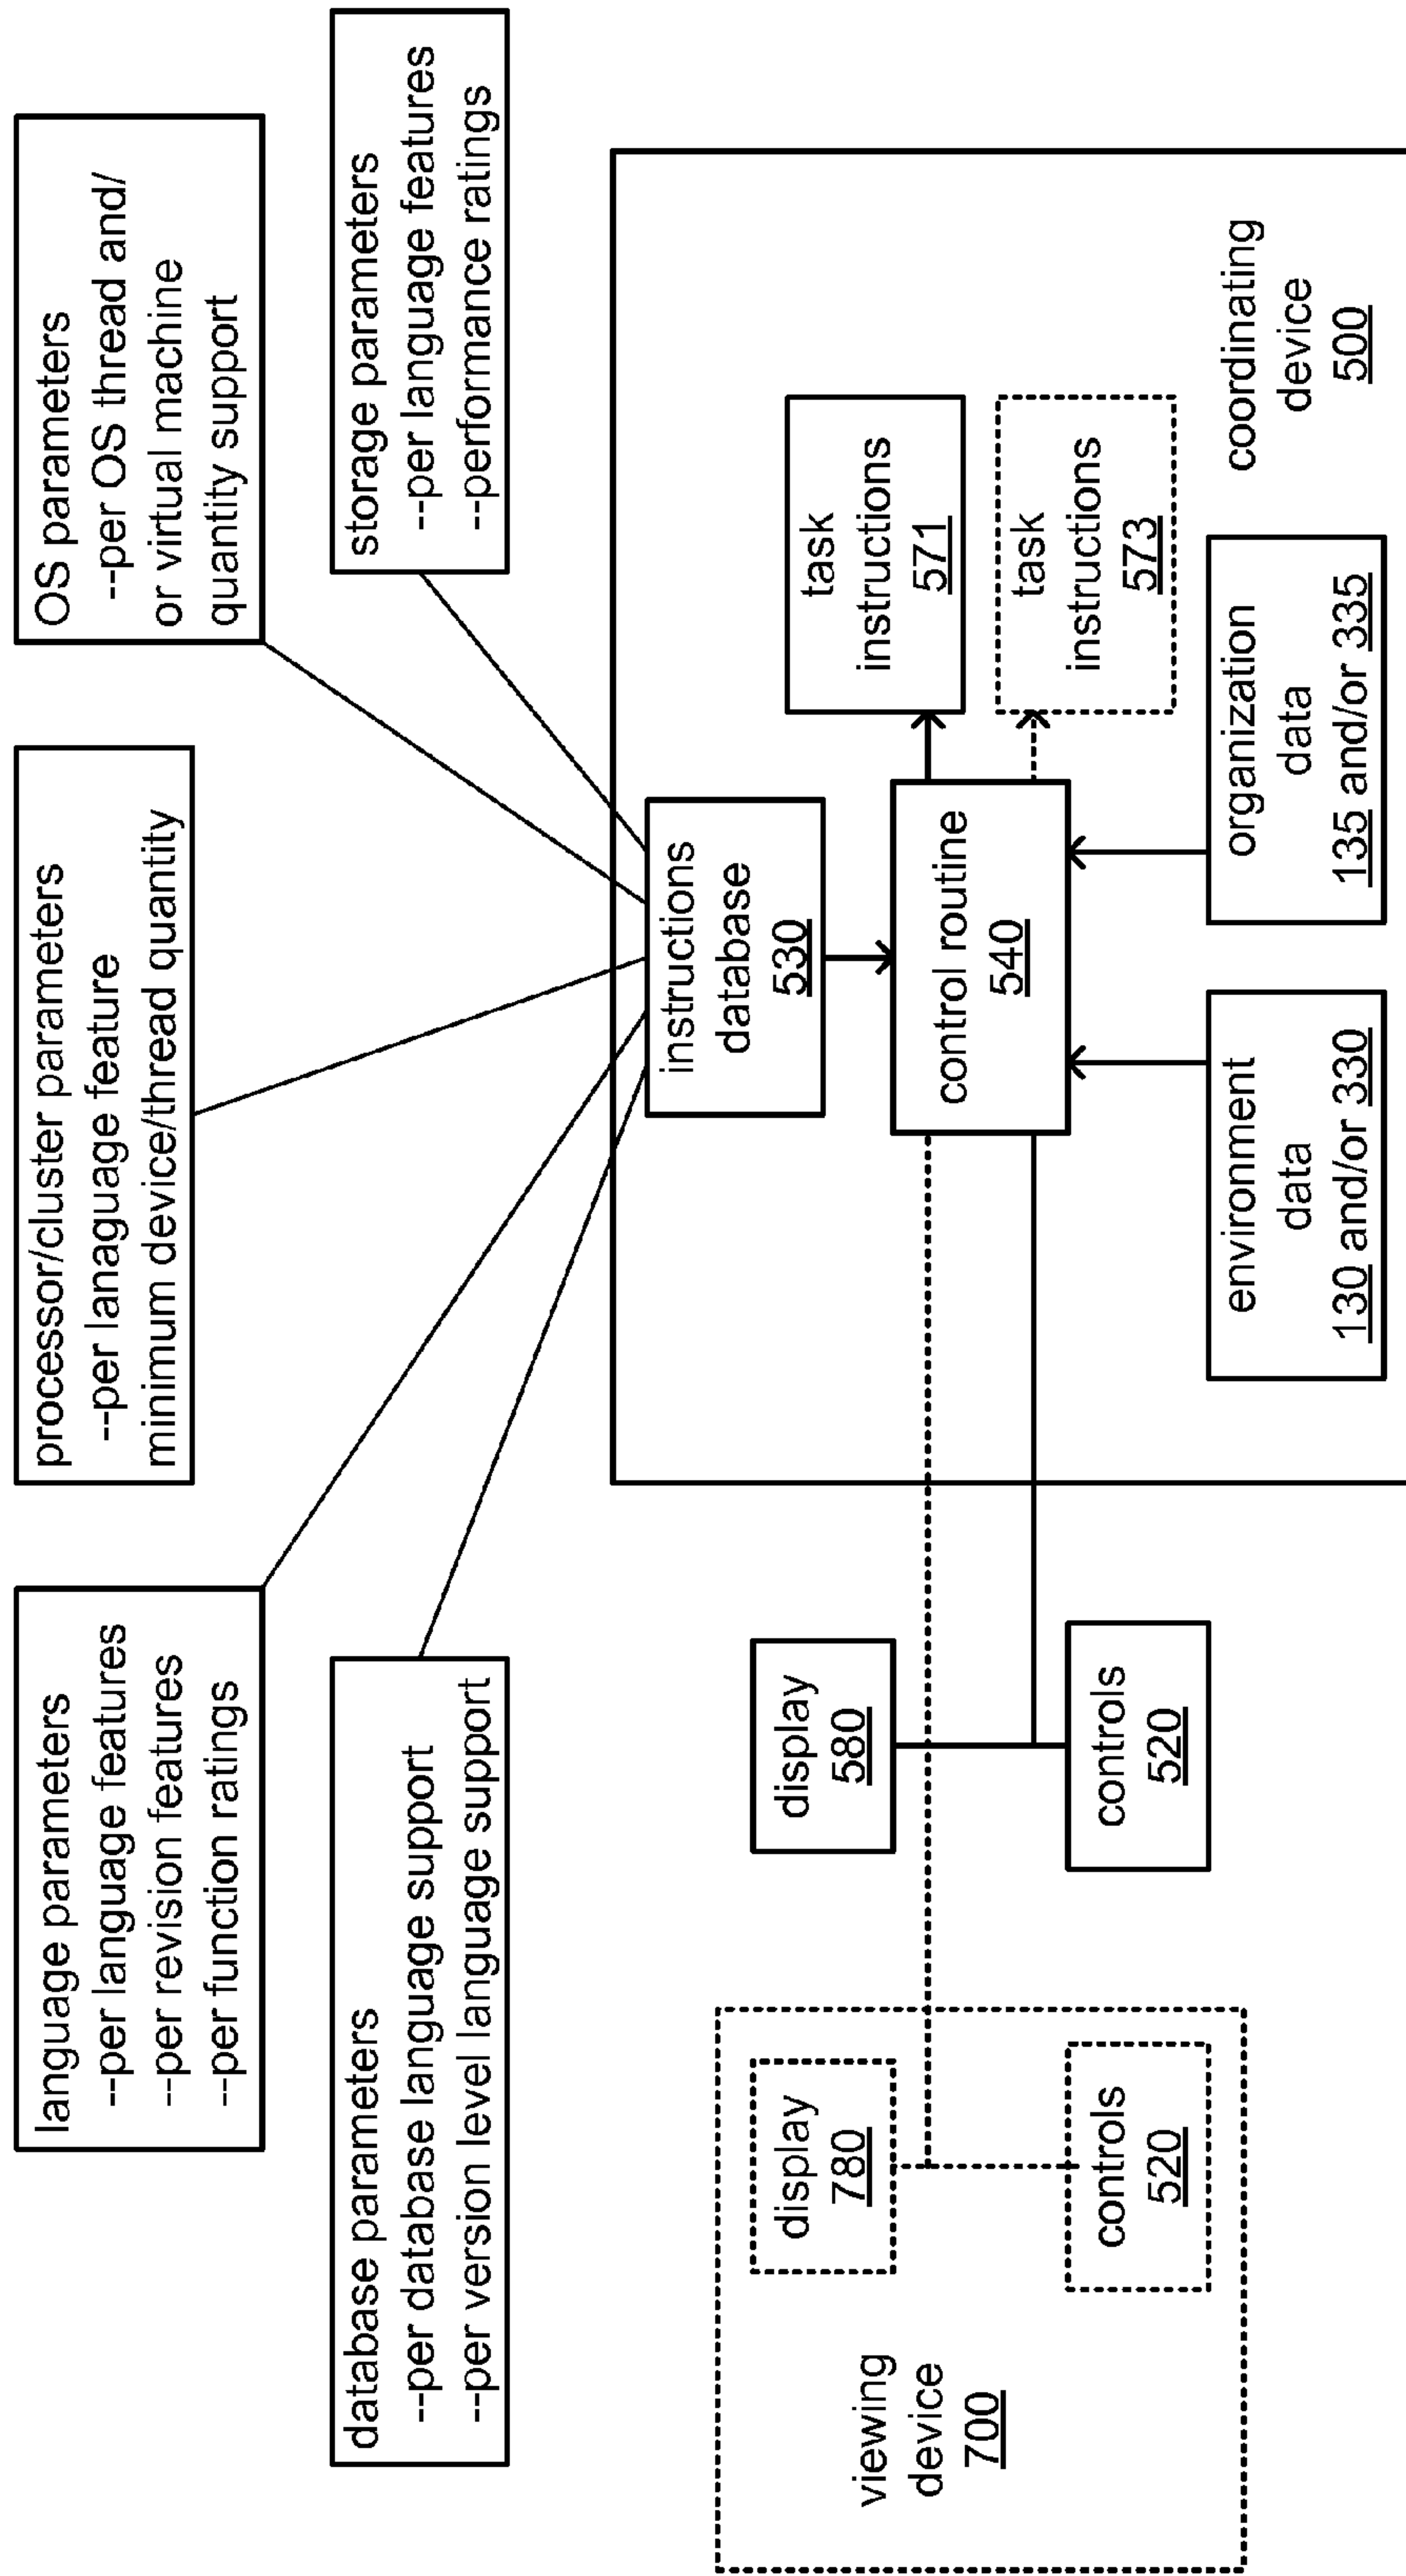 language parameters
--per language features
--per revision features
--per function ratings
processor/cluster parameters
--per lanaguage feature
minimum device/thread quantity
OS parameters
--per OS thread and/
or virtual machine
quantity support
database parameters
--per database language support
--per version level language support
storage parameters
--per language features
--performance ratings
instructions
database
530
viewing
device
700
display
780
controls
520
display
580
controls
520
control routine
540
task
instructions
571
task
instructions
573
environment
data
130 and/or 330
organization
data
135 and/or 335
coordinating
device
500